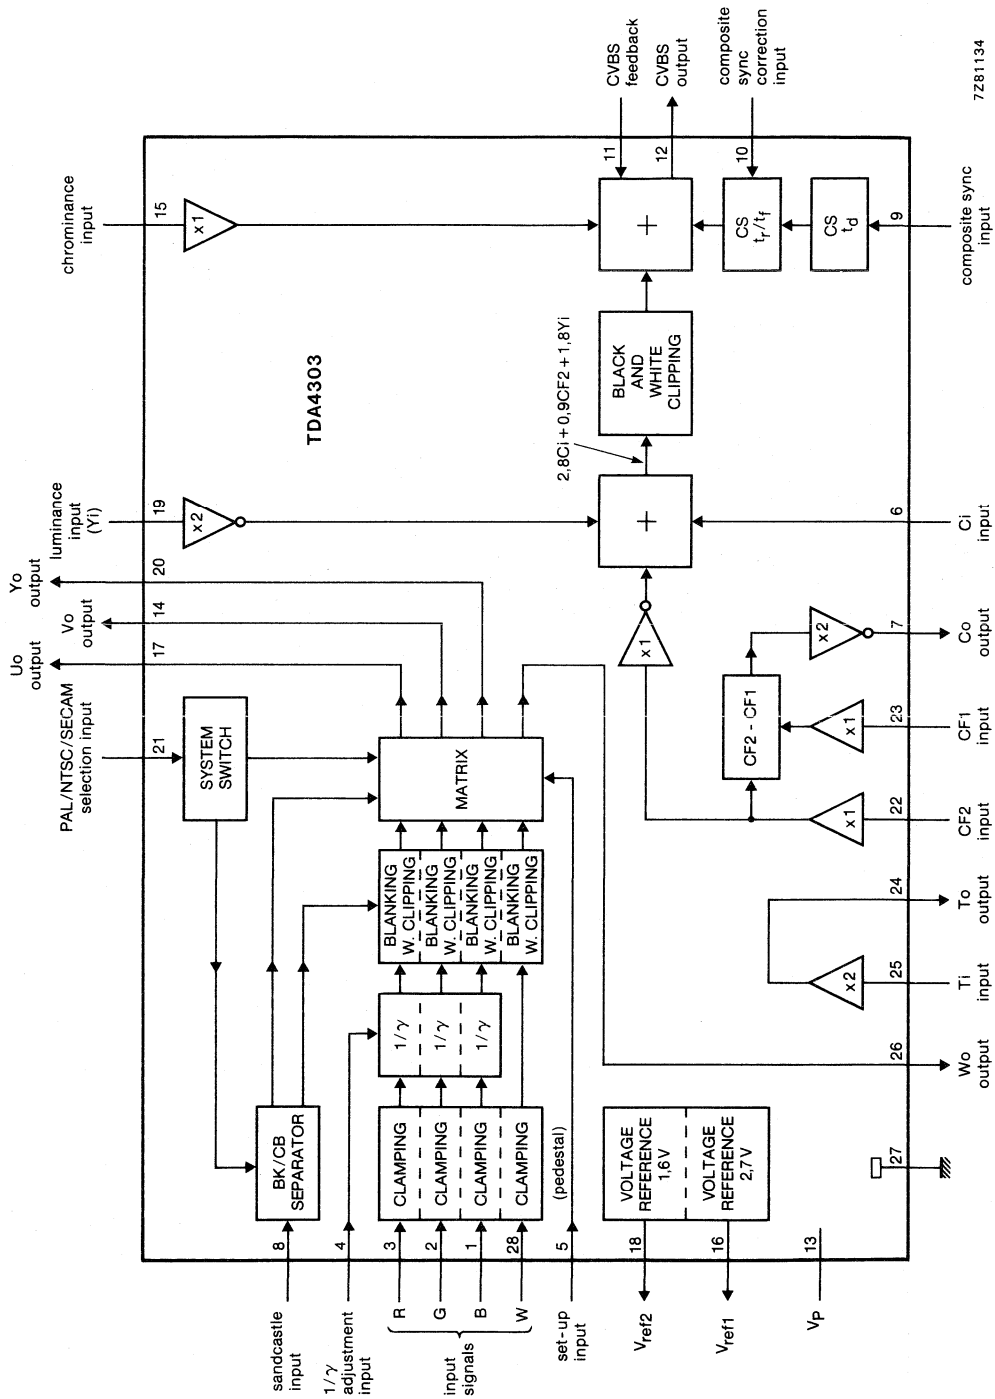 sandcastle
input
8
1/γ
adjustment
input
4
input
signals
R
3
G
2
B
1
W
28
set-up
input
5
(pedestal)
Vref2
18
Vref1
16
VP
13
BK/CB
SEPARATOR
CLAMPING
CLAMPING
CLAMPING
CLAMPING
VOLTAGE
REFERENCE
1,6V
VOLTAGE
REFERENCE
2,7V
1/γ
1/γ
1/γ
BLANKING
W. CLIPPING
BLANKING
W. CLIPPING
BLANKING
W. CLIPPING
BLANKING
W. CLIPPING
MATRIX
SYSTEM
SWITCH
PAL/NTSC/SECAM
selection input
21
Uo
output
17
Vo
output
14
Yo
output
20
luminance
input
(Yi)
19
x2
chrominance
input
15
x1
TDA4303
27
26
Wo
output
25
Ti
input
x2
24
To
output
22
CF2
input
x1
23
CF1
input
x1
CF2 - CF1
x2
7
Co
output
x1
6
Ci
input
+
2,8Ci+0,9CF2+1,8Yi
BLACK
AND
WHITE
CLIPPING
+
CS
tr/tf
CS
td
9
composite sync
input
11
CVBS
feedback
12
CVBS
output
10
composite
sync
correction
input
7Z81134